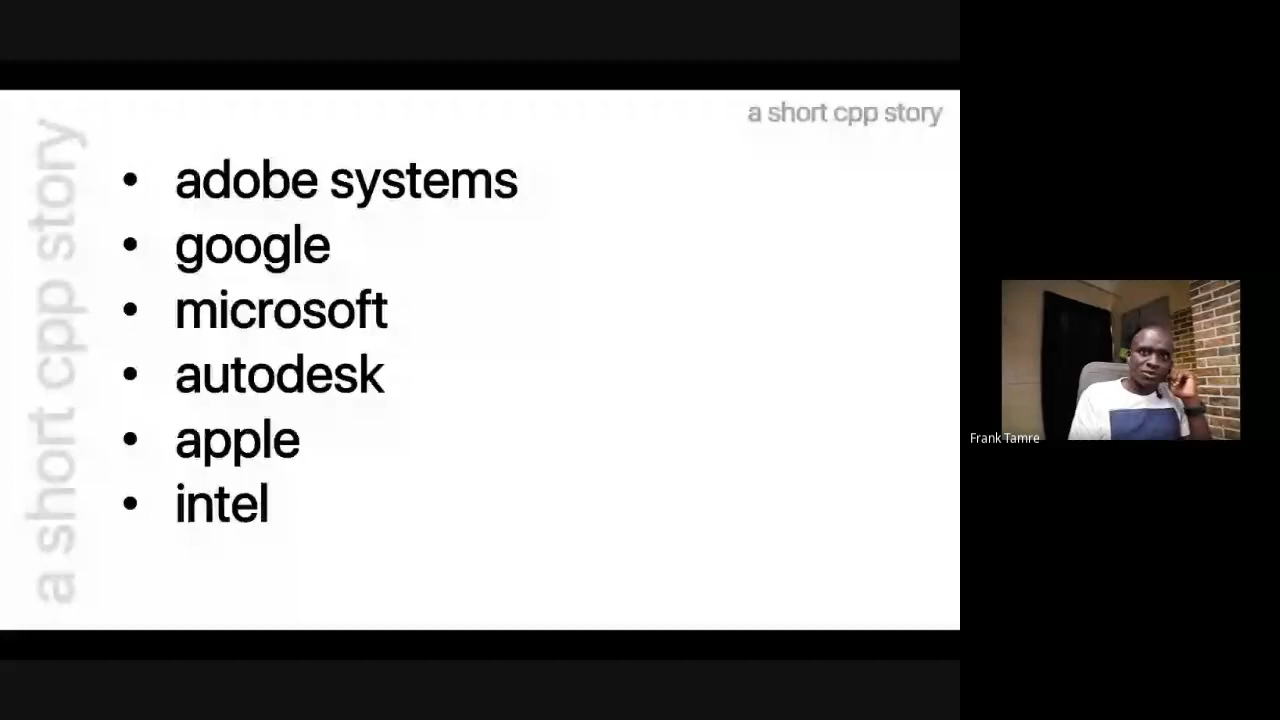 a short cpp story
a short cpp story
• adobe systems
• google
• microsoft
• autodesk
• apple
• intel
Frank Tamre